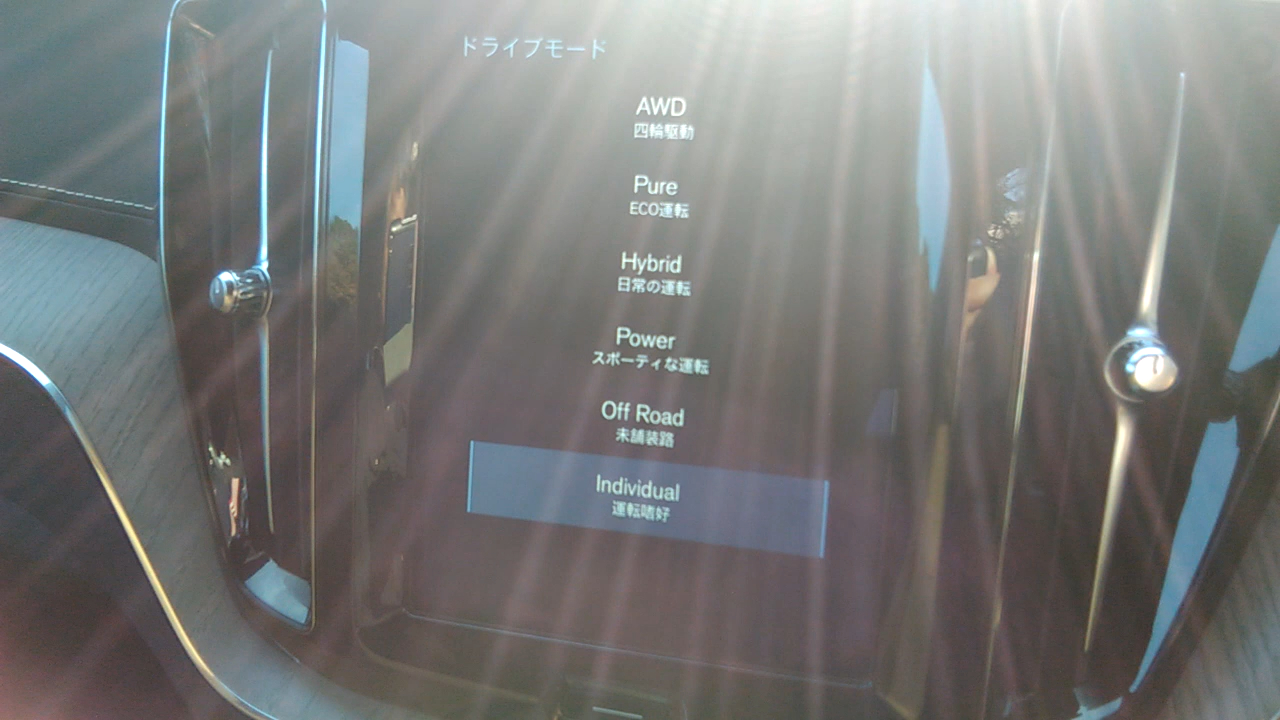 ドライブモード
AWD
四輪駆動
Pure
ECO運転
Hybrid
日常の運転
Power
スポーティな運転
Off Road
未舗装路
Individual
運転嗜好